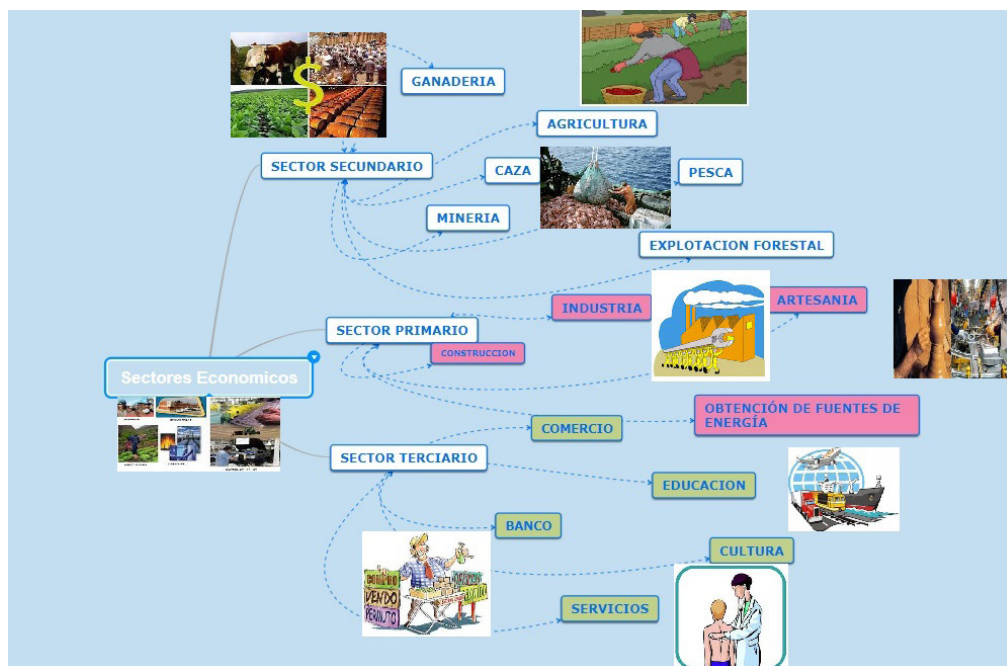 GANADERIA
AGRICULTURA
SECTOR SECUNDARIO
CAZA
PESCA
MINERIA
EXPLOTACION FORESTAL
INDUSTRIA
ARTESANIA
SECTOR PRIMARIO
CONSTRUCCION
Sectores Economicos
OBTENCIÓN DE FUENTES DE
ENERGÍA
COMERCIO
SECTOR TERCIARIO
EDUCACION
BANCO
CULTURA
VENDO
SERVICIOS